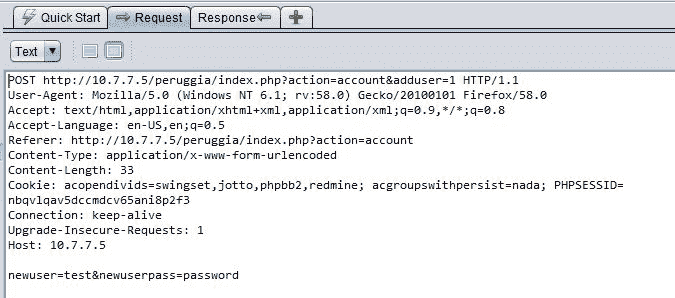 Quick Start Request Response
Text
POST http://10.7.7.5/peruggia/index.php?action=account&adduser=1 HTTP/1.1
User-Agent: Mozilla/5.0 (Windows NT 6.1; rv:58.0) Gecko/20100101 Firefox/58.0
Accept: text/html,application/xhtml+xml,application/xml;q=0.9,*/*;q=0.8
Accept-Language: en-US,en;q=0.5
Referer: http://10.7.7.5/peruggia/index.php?action=account
Content-Type: application/x-www-form-urlencoded
Content-Length: 33
Cookie: acopendivids=swingset,jotto,phpbb2,redmine; acgroupswithpersist=nada; PHPSESSID=
nbqvlqav5dccmdcv65ani8p2f3
Connection: keep-alive
Upgrade-Insecure-Requests: 1
Host: 10.7.7.5
newuser=test&newuserpass=password